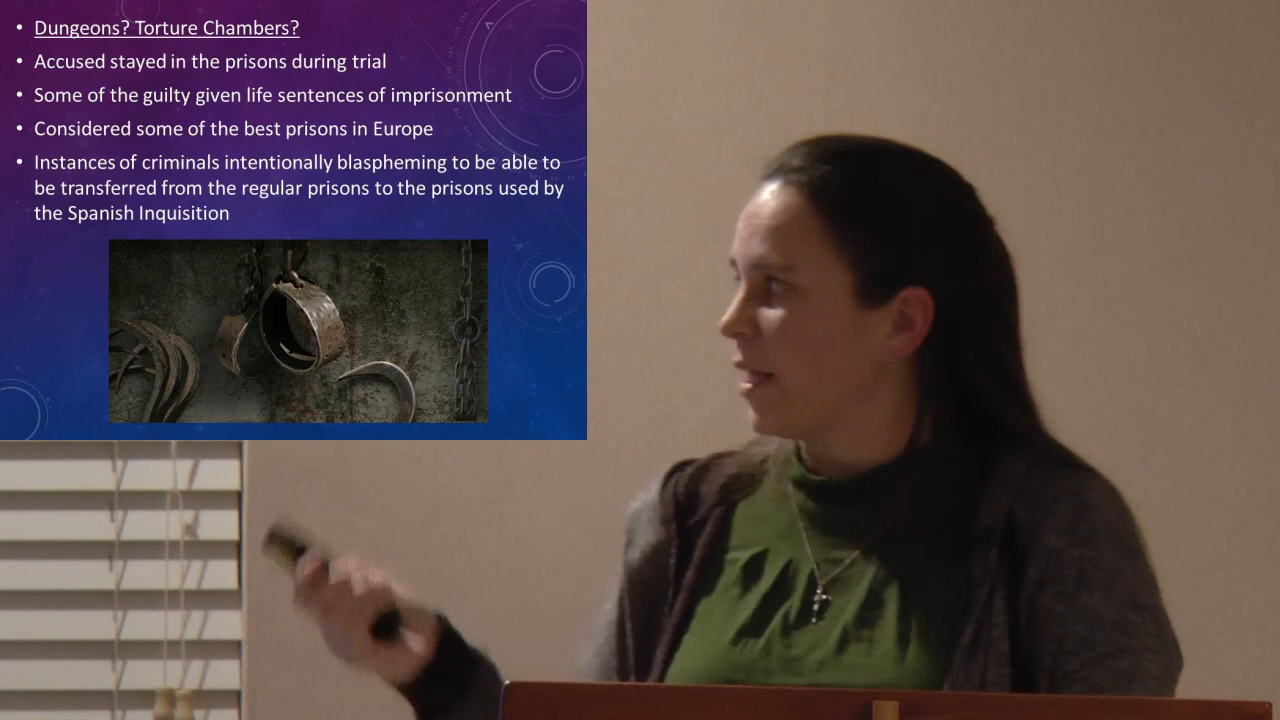 • Dungeons? Torture Chambers?
• Accused stayed in the prisons during trial
• Some of the guilty given life sentences of imprisonment
• Considered some of the best prisons in Europe
• Instances of criminals intentionally blaspheming to be able to
be transferred from the regular prisons to the prisons used by
the Spanish Inquisition